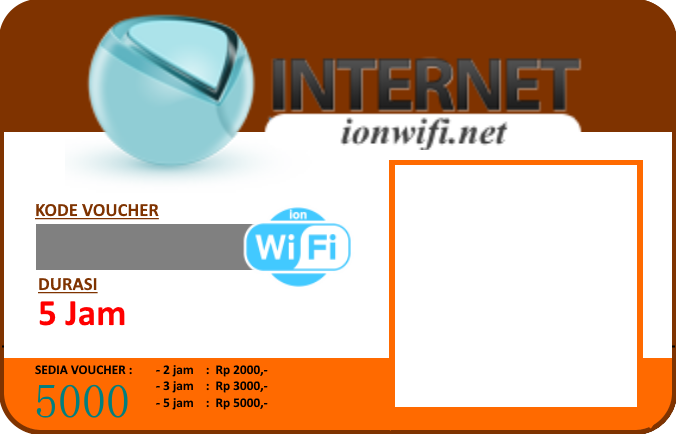 INTERNET
ionwifi.net
KODE VOUCHER
ion
WiFi
DURASI
5 Jam
SEDIA VOUCHER :
- 2 jam : Rp 2000,-
- 3 jam : Rp 3000,-
- 5 jam : Rp 5000,-
5000